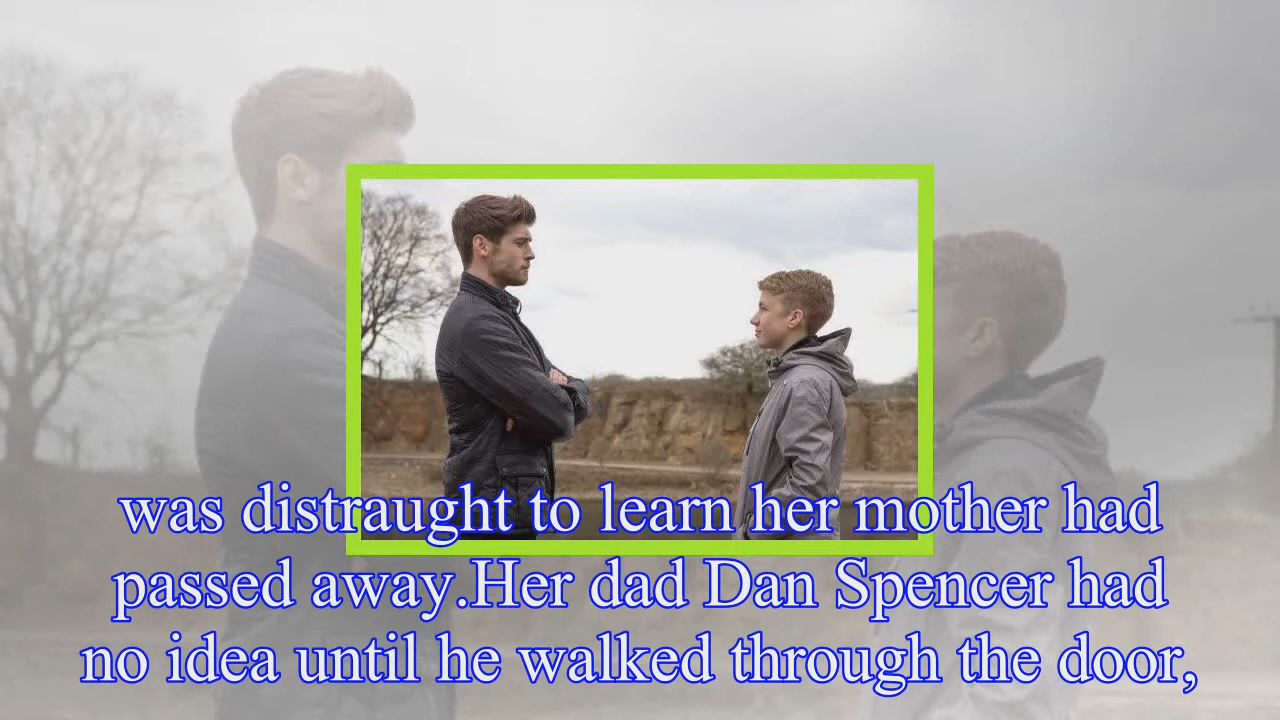 was distraught to learn her mother had
passed away.Her dad Dan Spencer had
no idea until he walked through the door,